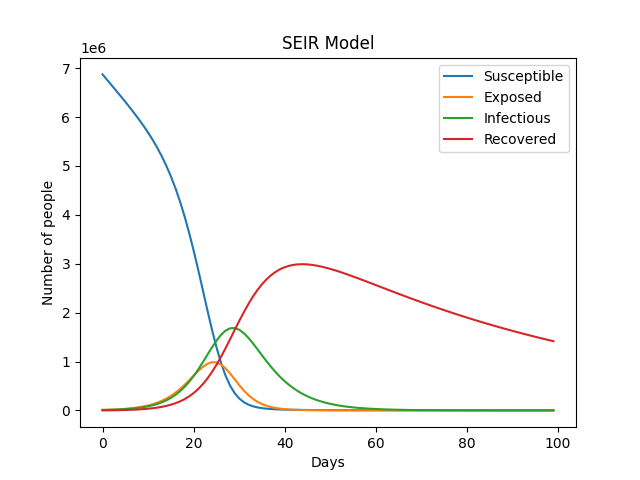 SEIR Model
1e6
7
6
5
4
3
2
1
0
Number of people
Susceptible
Exposed
Infectious
Recovered
0 20 40 60 80 100
Days